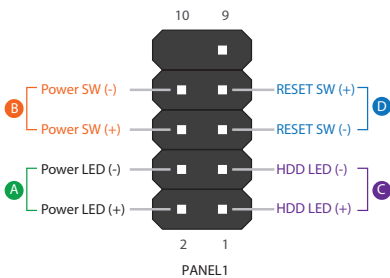 10 9
Power SW (-) RESET SW (+)
B D
Power SW (+) RESET SW (-)
Power LED (-) HDD LED (-)
A C
Power LED (+) HDD LED (+)
2 1
PANEL1